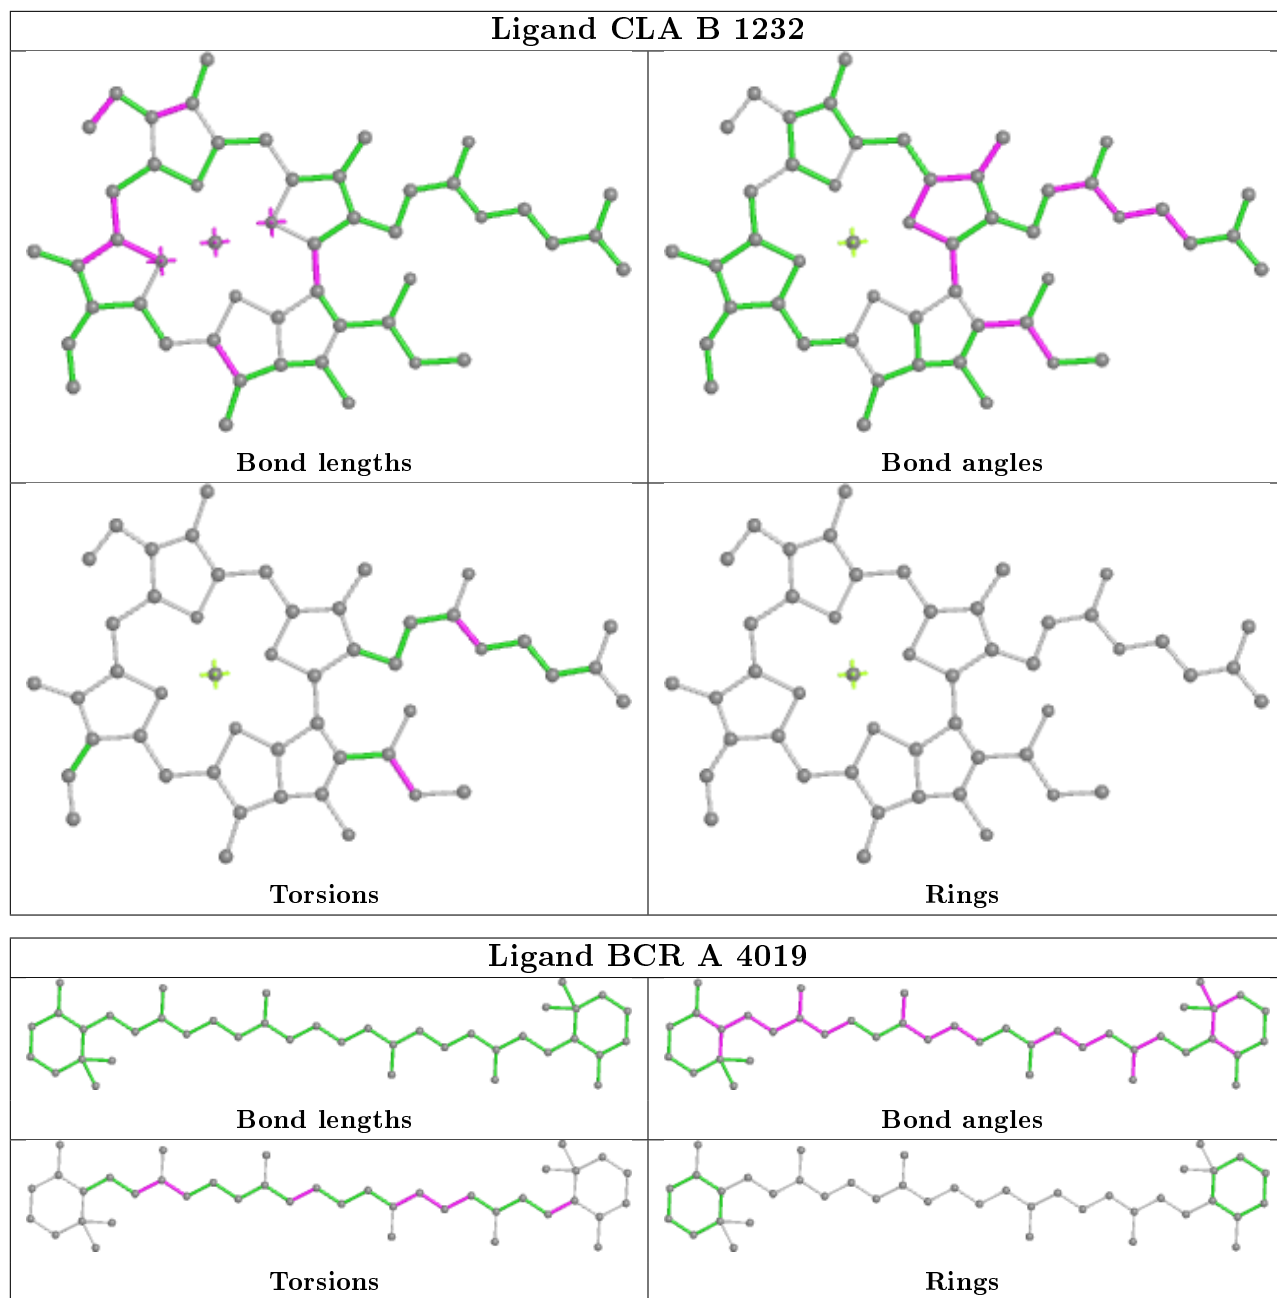 Ligand CLA B 1232
Bond lengths
Bond angles
Torsions
Rings
Ligand BCR A 4019
Bond lengths
Bond angles
Torsions
Rings